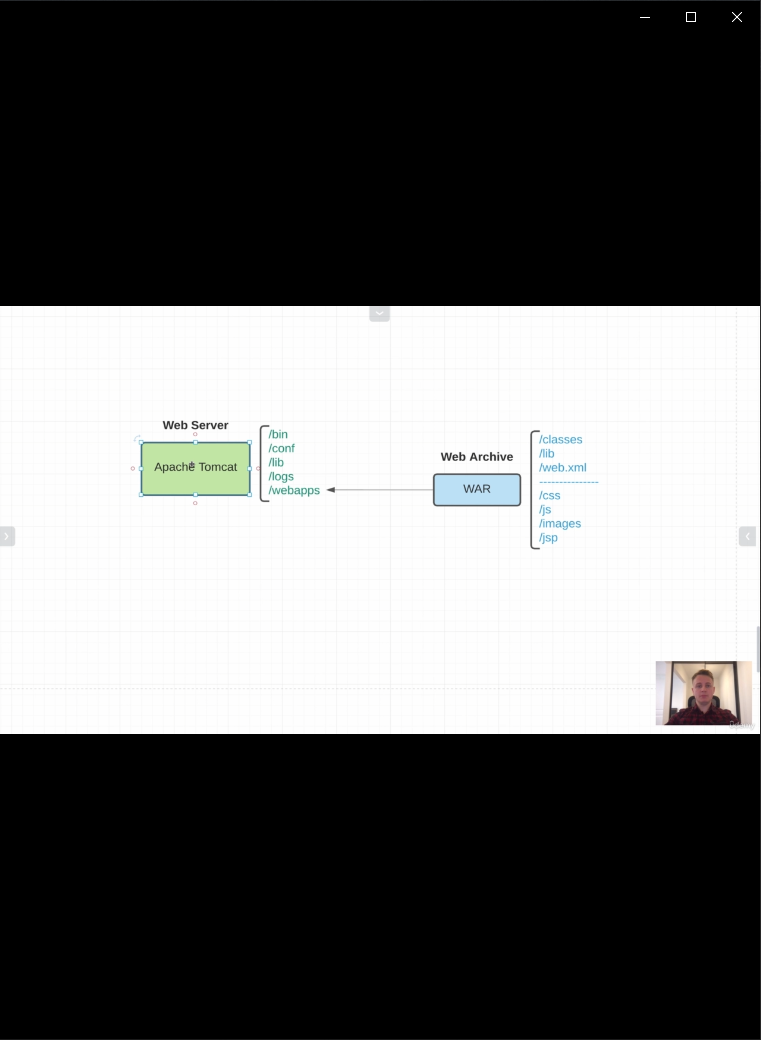 Web Server
Apache Tomcat
/bin
/conf
/lib
/logs
/webapps
Web Archive
WAR
/classes
/lib
/web.xml
---------------
/css
/js
/images
/jsp